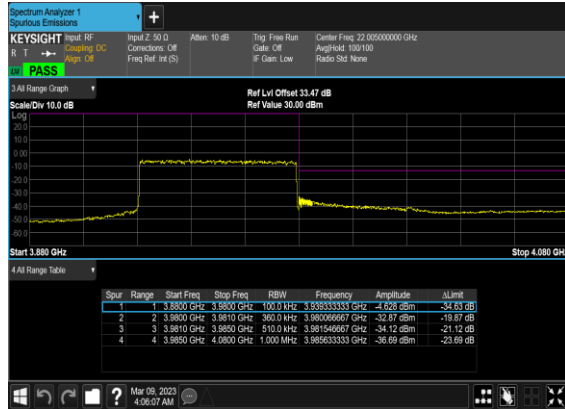 Spectrum Analyzer 1
Spurious Emissions
KEYSIGHT Input: RF Input Z: 50 Ω Atten: 10 dB Trig: Free Run Center Freq: 22.005000000 GHz
R T Coupling: DC Corrections: Off Gate: Off Avg|Hold: 100/100
Align: Off Freq Ref: Int (S) IF Gain: Low Radio Std: None
PASS
3 All Range Graph
Ref Lvl Offset 33.47 dB
Scale/Div 10.0 dB Ref Value 30.00 dBm
Log
20.0
10.0
0.00
-10.0
-20.0
-30.0
-40.0
-50.0
-60.0
Start 3.880 GHz Stop 4.080 GHz
4 All Range Table
Spur Range Start Freq Stop Freq RBW Frequency Amplitude ΔLimit
1 1 3.8800 GHz 3.9800 GHz 100.0 kHz 3.939333333 GHz -4.628 dBm -34.63 dB
2 2 3.9800 GHz 3.9810 GHz 360.0 kHz 3.980066667 GHz -32.87 dBm -19.87 dB
3 3 3.9810 GHz 3.9850 GHz 510.0 kHz 3.981546667 GHz -34.12 dBm -21.12 dB
4 4 3.9850 GHz 4.0800 GHz 1.000 MHz 3.985633333 GHz -36.69 dBm -23.69 dB
Mar 09, 2023
4:06:07 AM